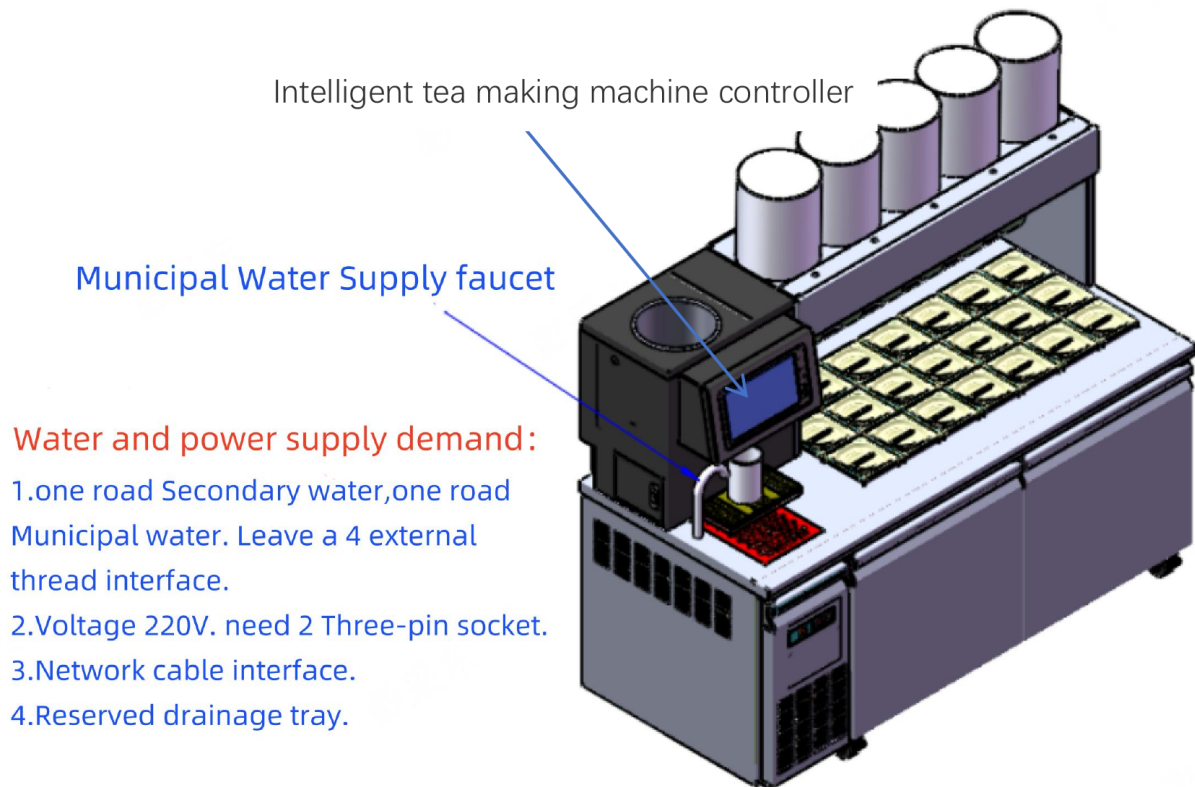 Intelligent tea making machine controller
Municipal Water Supply faucet
Water and power supply demand:
1.one road Secondary water,one road
Municipal water. Leave a 4 external
thread interface.
2.Voltage 220V. need 2 Three-pin socket.
3.Network cable interface.
4.Reserved drainage tray.